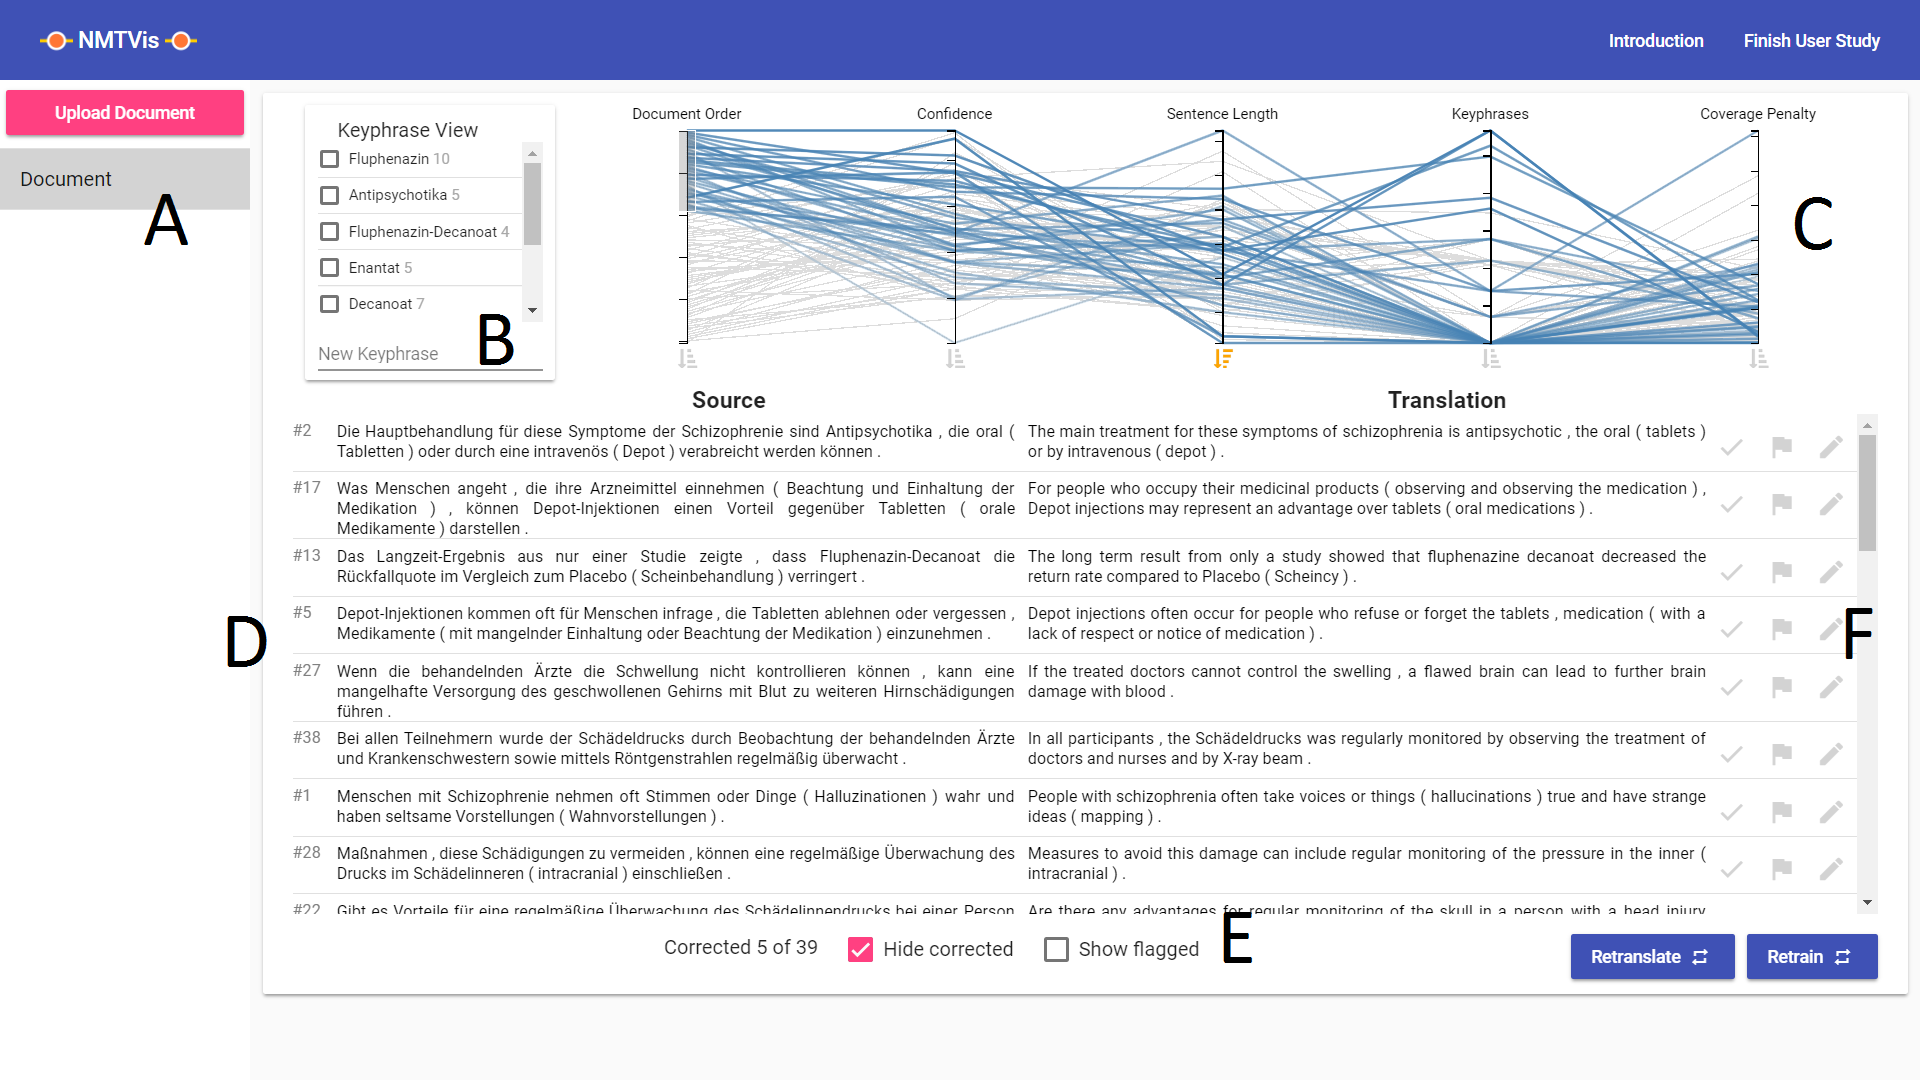 NMTVis
Introduction
Finish User Study
Upload Document
Document
A
Keyphrase View
Fluphenazin 10
Antipsychotika 5
Fluphenazin-Decanoat 4
Enantat 5
Decanoat 7
New Keyphrase
B
Document Order
Confidence
Sentence Length
Keyphrases
Coverage Penalty
C
Source
Translation
#2
Die Hauptbehandlung für diese Symptome der Schizophrenie sind Antipsychotika , die oral (
Tabletten ) oder durch eine intravenös ( Depot ) verabreicht werden können .
The main treatment for these symptoms of schizophrenia is antipsychotic , the oral ( tablets )
or by intravenous ( depot ) .
#17
Was Menschen angeht , die ihre Arzneimittel einnehmen ( Beachtung und Einhaltung der
Medikation ) , können Depot-Injektionen einen Vorteil gegenüber Tabletten ( orale
Medikamente ) darstellen .
For people who occupy their medicinal products ( observing and observing the medication ) ,
Depot injections may represent an advantage over tablets ( oral medications ) .
#13
Das Langzeit-Ergebnis aus nur einer Studie zeigte , dass Fluphenazin-Decanoat die
Rückfallquote im Vergleich zum Placebo ( Scheinbehandlung ) verringert .
The long term result from only a study showed that fluphenazine decanoat decreased the
return rate compared to Placebo ( Scheincy ) .
#5
Depot-Injektionen kommen oft für Menschen infrage , die Tabletten ablehnen oder vergessen ,
Medikamente ( mit mangelnder Einhaltung oder Beachtung der Medikation ) einzunehmen .
Depot injections often occur for people who refuse or forget the tablets , medication ( with a
lack of respect or notice of medication ) .
D
F
#27
Wenn die behandelnden Ärzte die Schwellung nicht kontrollieren können , kann eine
mangelhafte Versorgung des geschwollenen Gehirns mit Blut zu weiteren Hirnschädigungen
führen .
If the treated doctors cannot control the swelling , a flawed brain can lead to further brain
damage with blood .
#38
Bei allen Teilnehmern wurde der Schädeldrucks durch Beobachtung der behandelnden Ärzte
und Krankenschwestern sowie mittels Röntgenstrahlen regelmäßig überwacht .
In all participants , the Schädeldrucks was regularly monitored by observing the treatment of
doctors and nurses and by X-ray beam .
#1
Menschen mit Schizophrenie nehmen oft Stimmen oder Dinge ( Halluzinationen ) wahr und
haben seltsame Vorstellungen ( Wahnvorstellungen ) .
People with schizophrenia often take voices or things ( hallucinations ) true and have strange
ideas ( mapping ) .
#28
Maßnahmen , diese Schädigungen zu vermeiden , können eine regelmäßige Überwachung des
Drucks im Schädelinneren ( intracranial ) einschließen .
Measures to avoid this damage can include regular monitoring of the pressure in the inner (
intracranial ) .
#22
Gibt es Vorteile für eine regelmäßige Überwachung des Schädelinnendrucks bei einer Person
Are there any advantages for regular monitoring of the skull in a person with a head injury
E
Corrected 5 of 39
Hide corrected
Show flagged
Retranslate
Retrain